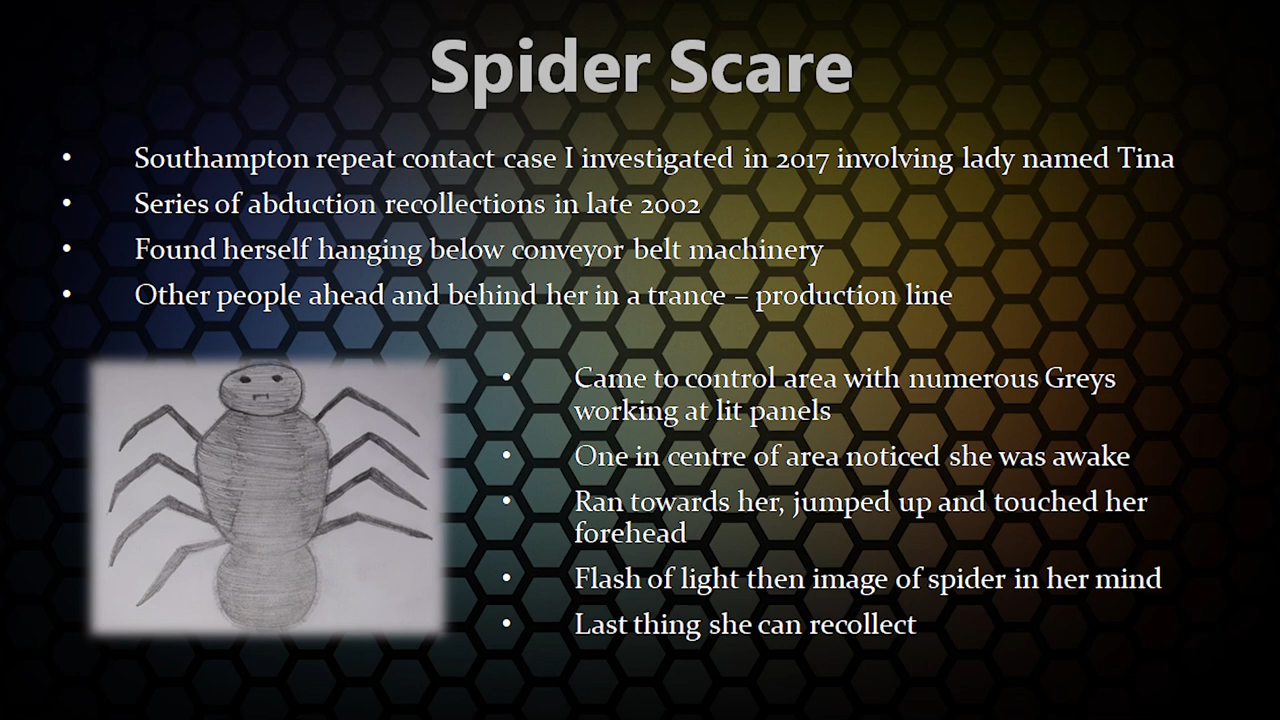 Spider Scare
• Southampton repeat contact case I investigated in 2017 involving lady named Tina
• Series of abduction recollections in late 2002
• Found herself hanging below conveyor belt machinery
• Other people ahead and behind her in a trance – production line
• Came to control area with numerous Greys
working at lit panels
• One in centre of area noticed she was awake
• Ran towards her, jumped up and touched her
forehead
• Flash of light then image of spider in her mind
• Last thing she can recollect